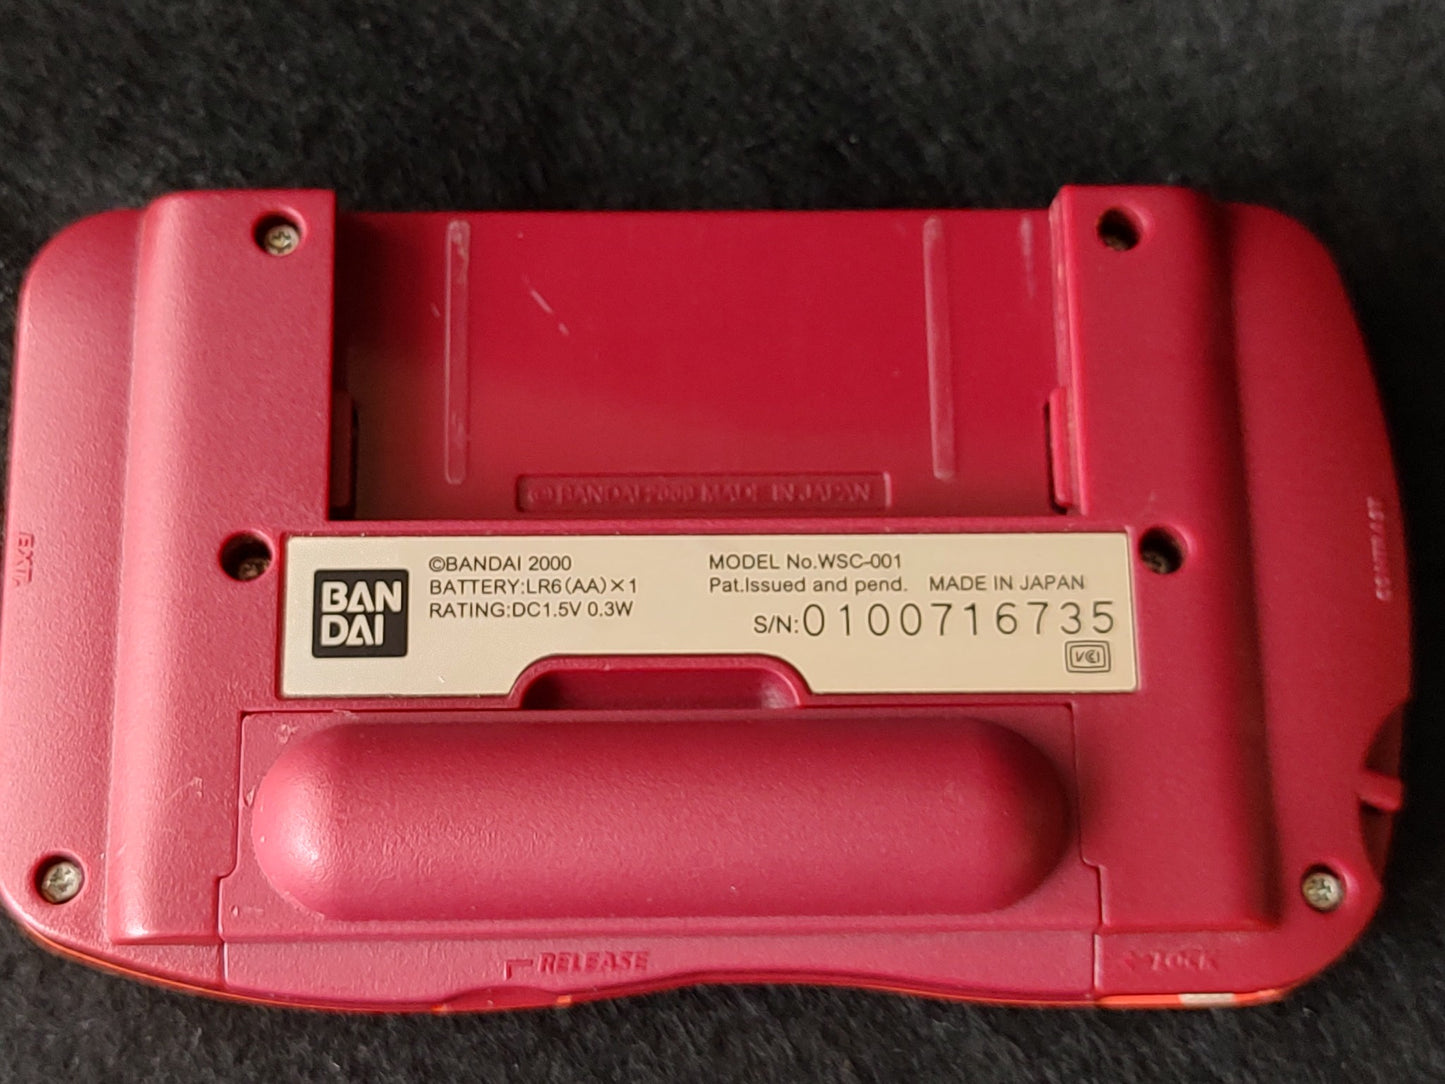 © BANDAI 2000 MADE IN JAPAN
BAN
DAI
©BANDAI 2000
BATTERY:LR6(AA)×1
RATING:DC1.5V 0.3W
MODEL No.WSC-001
Pat.Issued and pend. MADE IN JAPAN
S/N:0100716735
VCI
EXT.
CONTRAST
RELEASE
LOCK